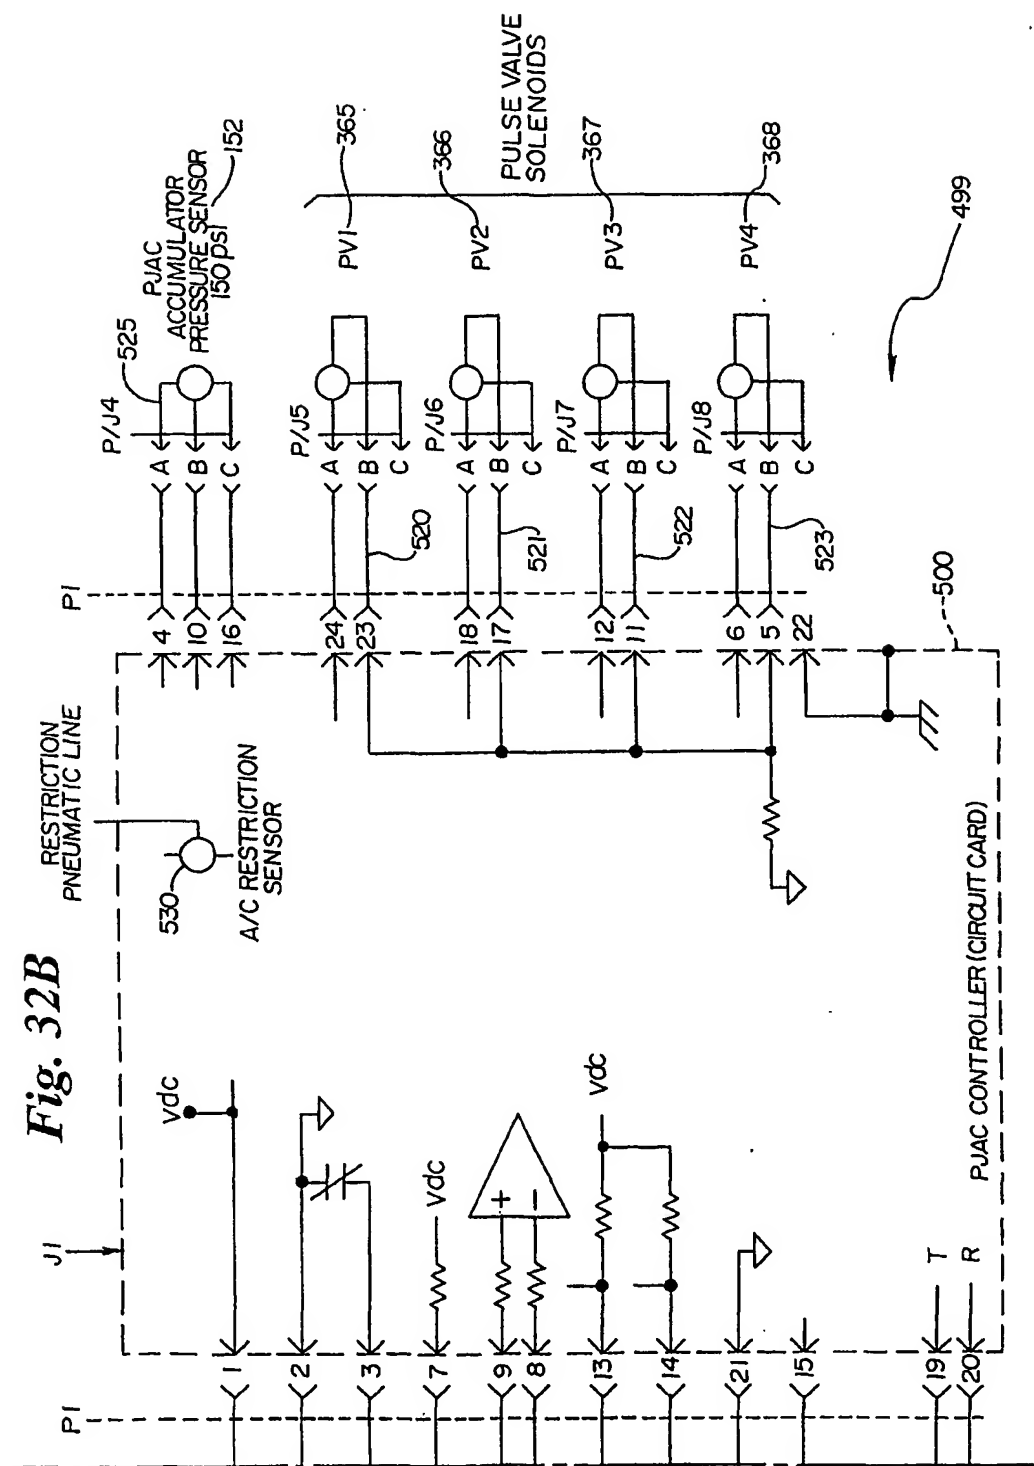 Fig. 32B
J1
RESTRICTION
PNEUMATIC LINE
530
A/C RESTRICTION
SENSOR
P1
P1
Vdc
1
2
3
7
Vdc
9
8
+
−
13
14
Vdc
21
15
19
T
20
R
4
10
16
24
23
18
17
12
11
6
5
22
P/J4
A
B
C
525
PJAC
ACCUMULATOR
PRESSURE SENSOR
150 psi
152
P/J5
A
B
C
520
PV1
365
P/J6
A
B
C
521
PV2
366
P/J7
A
B
C
522
PV3
367
P/J8
A
B
C
523
PV4
368
PULSE VALVE
SOLENOIDS
499
500
PJAC CONTROLLER (CIRCUIT CARD)